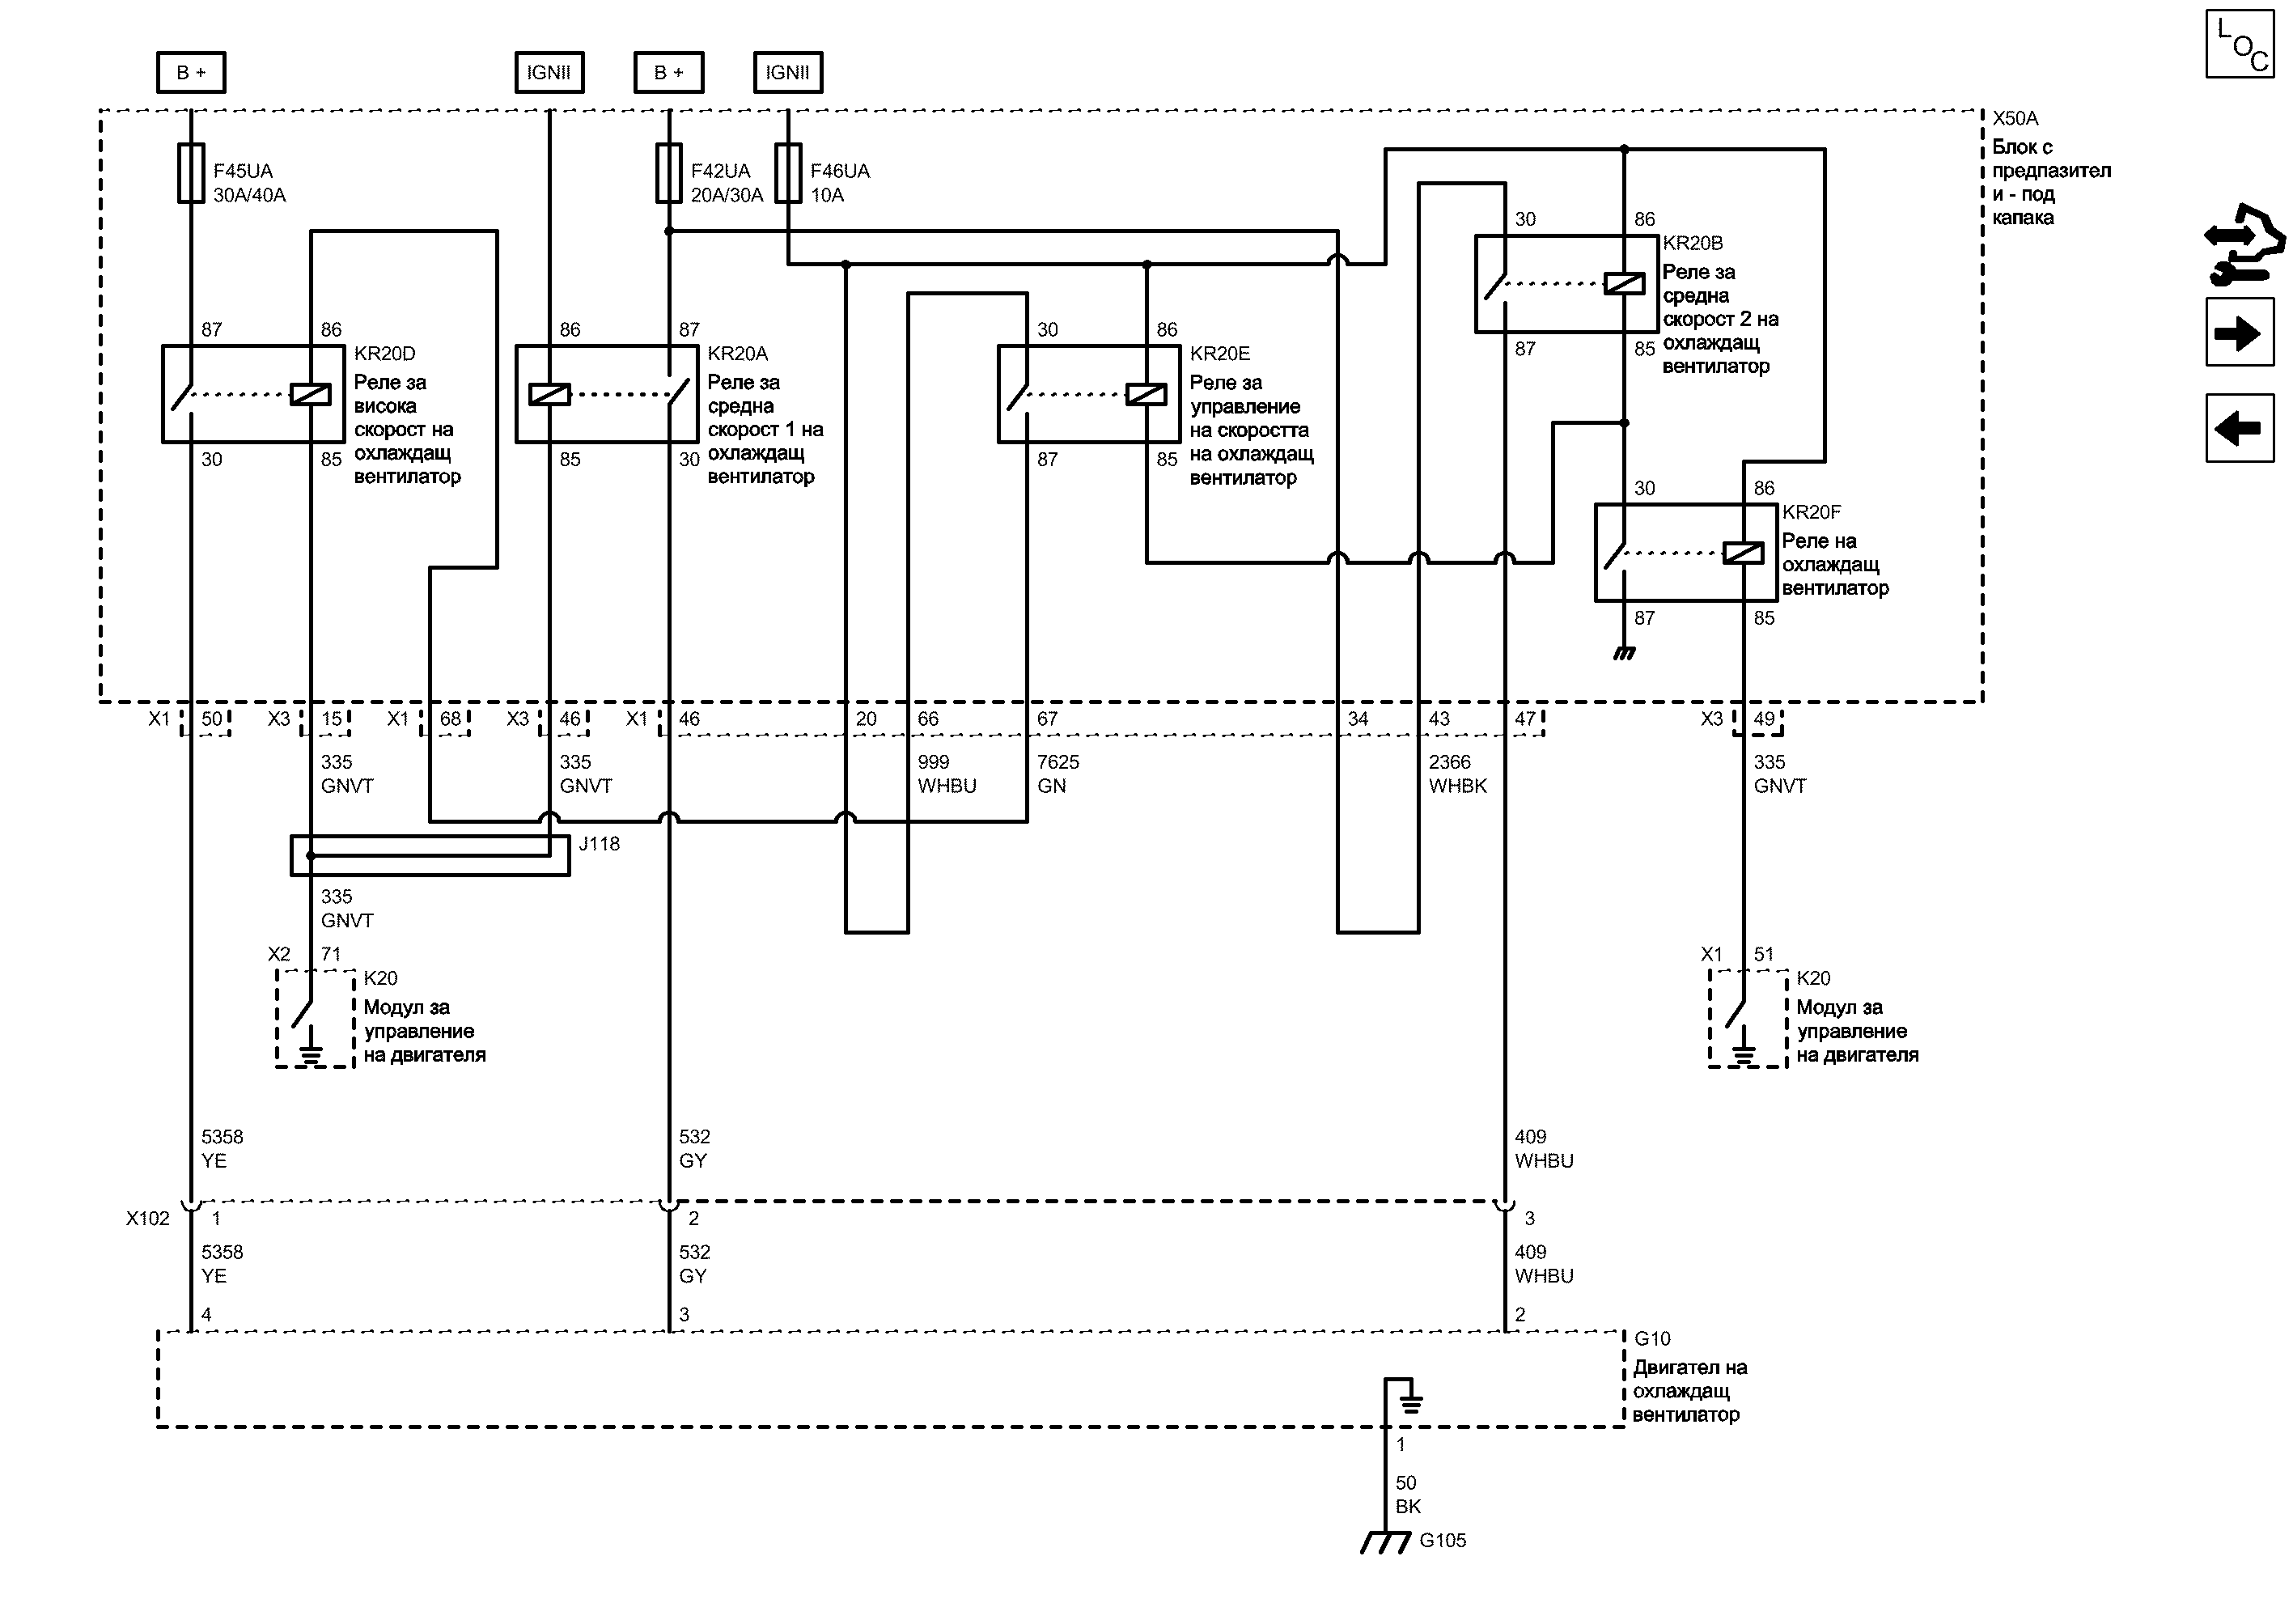 LOC
B +
IGNII
B +
IGNII
X50A
Блок с
предпазител
и - под
капака
F45UA
30A/40A
F42UA
20A/30A
F46UA
10A
30
86
KR20B
Реле за
средна
скорост 2 на
охлаждащ
вентилатор
87
85
87
86
KR20D
Реле за
висока
скорост на
охлаждащ
вентилатор
30
85
86
87
KR20A
Реле за
средна
скорост 1 на
охлаждащ
вентилатор
85
30
30
86
KR20E
Реле за
управление
на скоростта
на охлаждащ
вентилатор
87
85
30
86
KR20F
Реле на
охлаждащ
вентилатор
87
85
X1
50
X3
15
X1
68
X3
46
X1
46
20
66
67
34
43
47
X3
49
335
GNVT
335
GNVT
999
WHBU
7625
GN
2366
WHBK
335
GNVT
J118
335
GNVT
X2
71
K20
Модул за
управление
на двигателя
X1
51
K20
Модул за
управление
на двигателя
5358
YE
532
GY
409
WHBU
X102
1
2
3
5358
YE
532
GY
409
WHBU
4
3
2
G10
Двигател на
охлаждащ
вентилатор
1
50
BK
G105